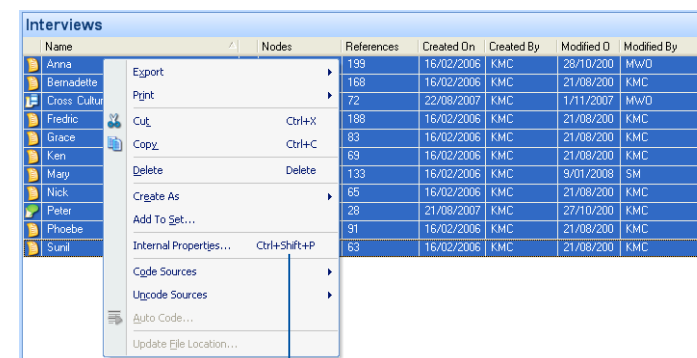 Interviews
Name Nodes References Created On Created By Modified O Modified By
Anna 199 16/02/2006 KMC 28/10/200 MWO
Export
Bernadette 168 16/02/2006 KMC 21/08/200 KMC
Print
Cross Cultur 72 22/08/2007 KMC 1/11/2007 MWO
Fredric 188 16/02/2006 KMC 21/08/200 KMC
Cut Ctrl+X
Grace 83 16/02/2006 KMC 21/08/200 KMC
Copy Ctrl+C
Ken 69 16/02/2006 KMC 21/08/200 KMC
Mary 133 16/02/2006 KMC 9/01/2008 SM
Delete Delete
Nick 65 16/02/2006 KMC 21/08/200 KMC
Create As
Peter 28 21/08/2007 KMC 27/10/200 KMC
Add To Set...
Phoebe 91 16/02/2006 KMC 21/08/200 KMC
Sunil 63 16/02/2006 KMC 21/08/200 KMC
Internal Properties... Ctrl+Shift+P
Code Sources
Uncode Sources
Auto Code...
Update File Location...